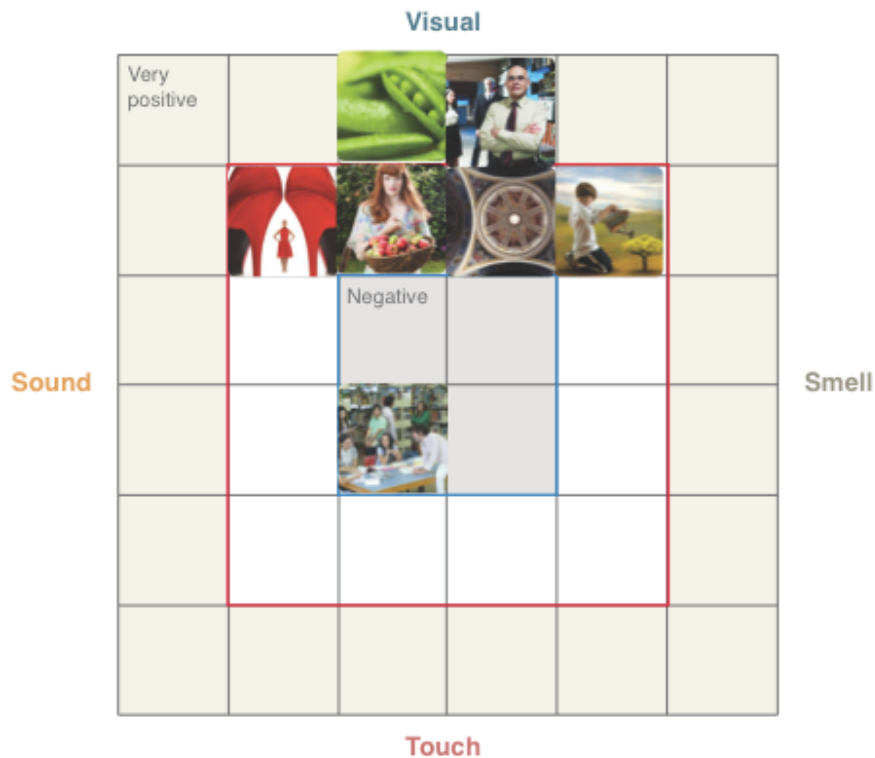 Visual
Very
positive
Negative
Sound
Smell
Touch